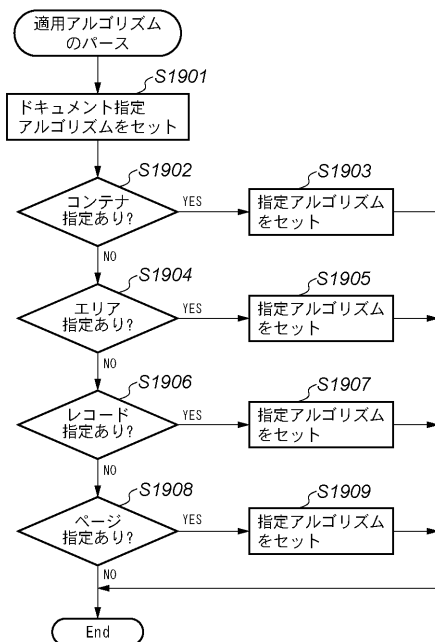 適用アルゴリズム
のパース
S1901
ドキュメント指定
アルゴリズムをセット
S1902
コンテナ
指定あり?
YES
NO
S1903
指定アルゴリズム
をセット
S1904
エリア
指定あり?
YES
NO
S1905
指定アルゴリズム
をセット
S1906
レコード
指定あり?
YES
NO
S1907
指定アルゴリズム
をセット
S1908
ページ
指定あり?
YES
NO
S1909
指定アルゴリズム
をセット
End